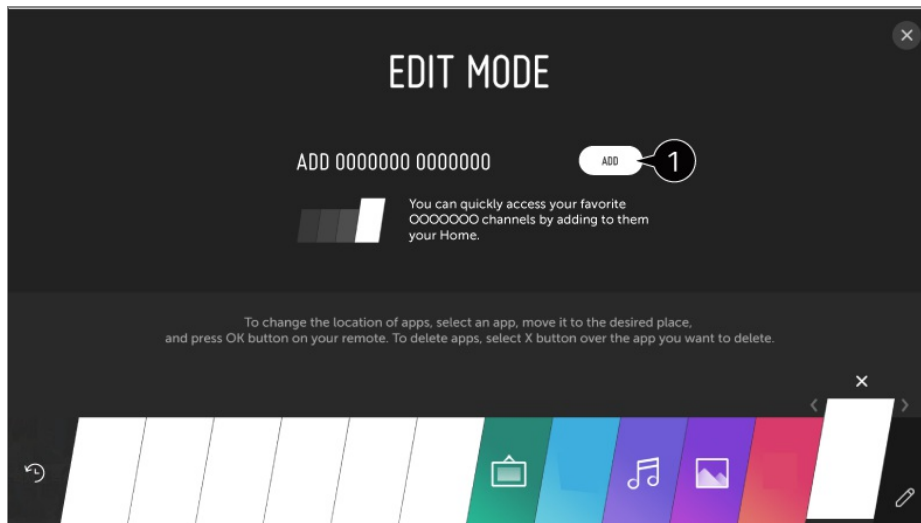 EDIT MODE
ADD OOOOOOO OOOOOOO
ADD
1
You can quickly access your favorite
OOOOOOO channels by adding to them
your Home.
To change the location of apps, select an app, move it to the desired place,
and press OK button on your remote. To delete apps, select X button over the app you want to delete.